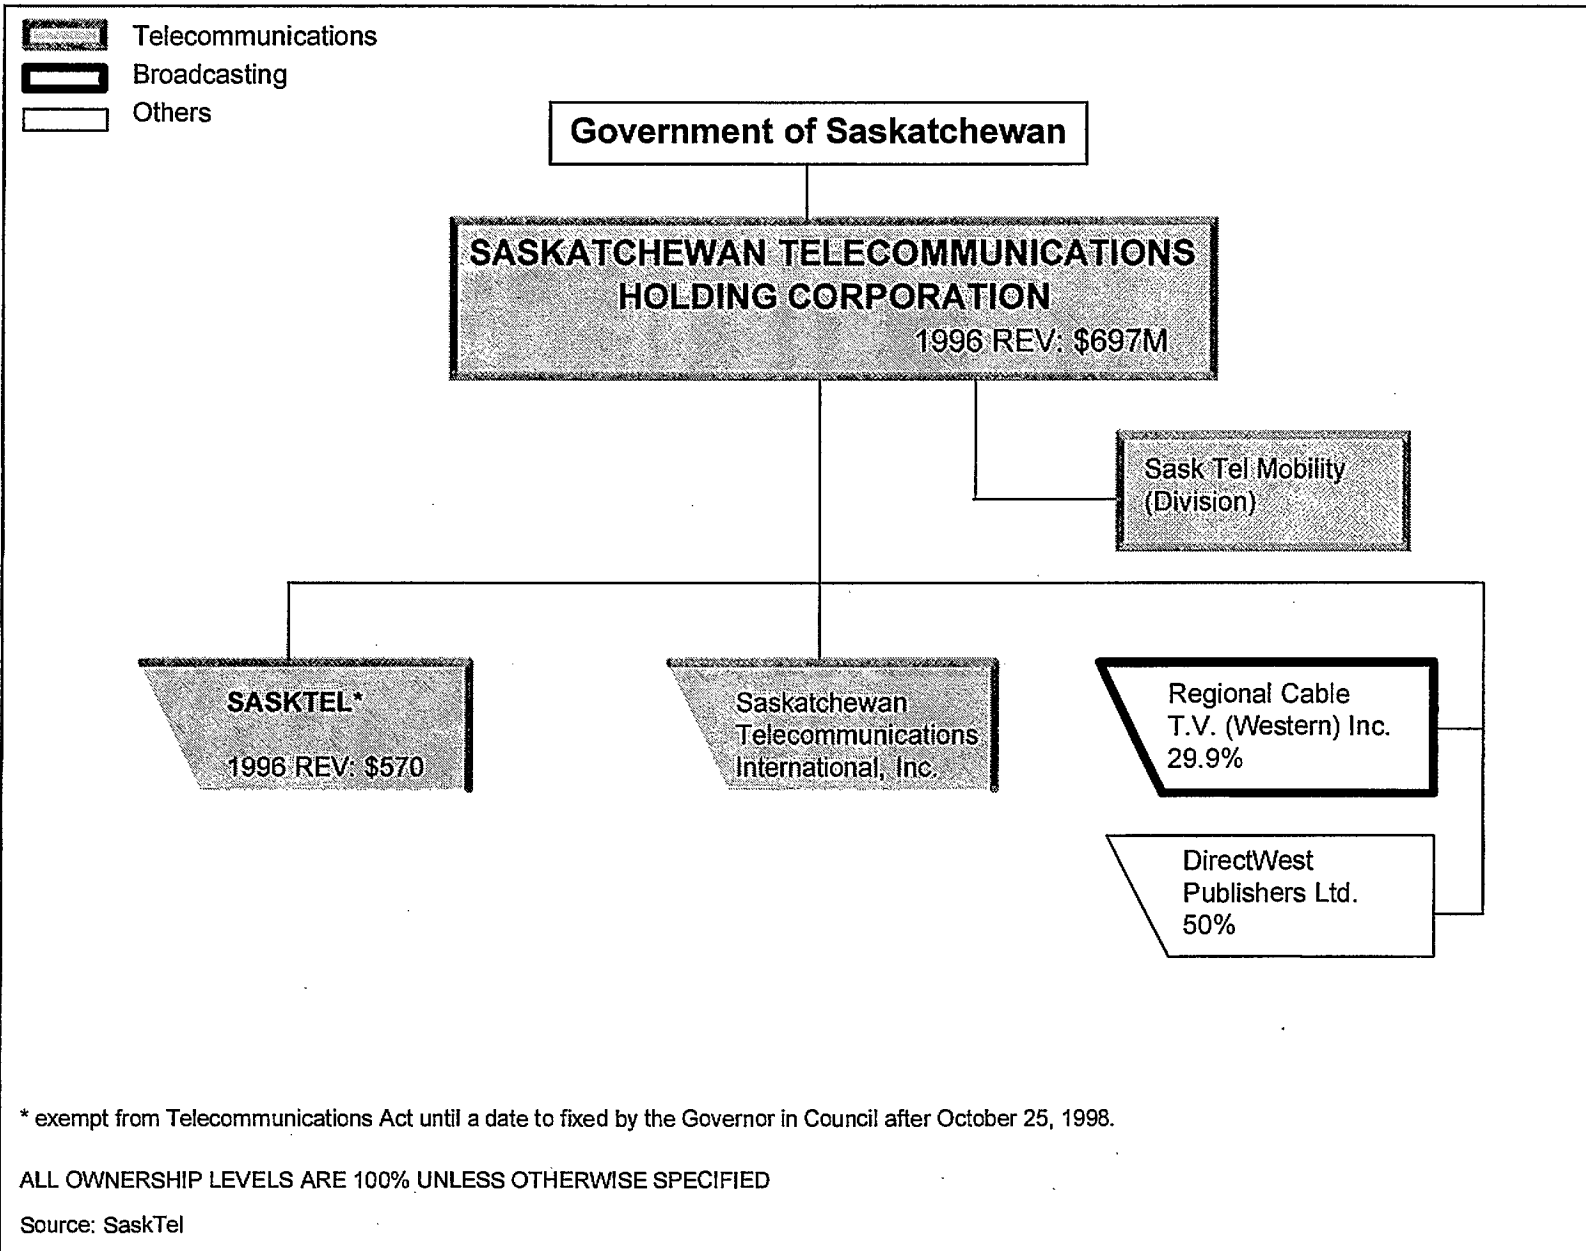 Telecommunications
Broadcasting
Others
Government of Saskatchewan
SASKATCHEWAN TELECOMMUNICATIONS
HOLDING CORPORATION
1996 REV: $697M
Sask Tel Mobility
(Division)
SASKTEL*
1996 REV: $570
Saskatchewan
Telecommunications
International, Inc.
Regional Cable
T.V. (Western) Inc.
29.9%
DirectWest
Publishers Ltd.
50%
* exempt from Telecommunications Act until a date to fixed by the Governor in Council after October 25, 1998.
ALL OWNERSHIP LEVELS ARE 100% UNLESS OTHERWISE SPECIFIED
Source: SaskTel